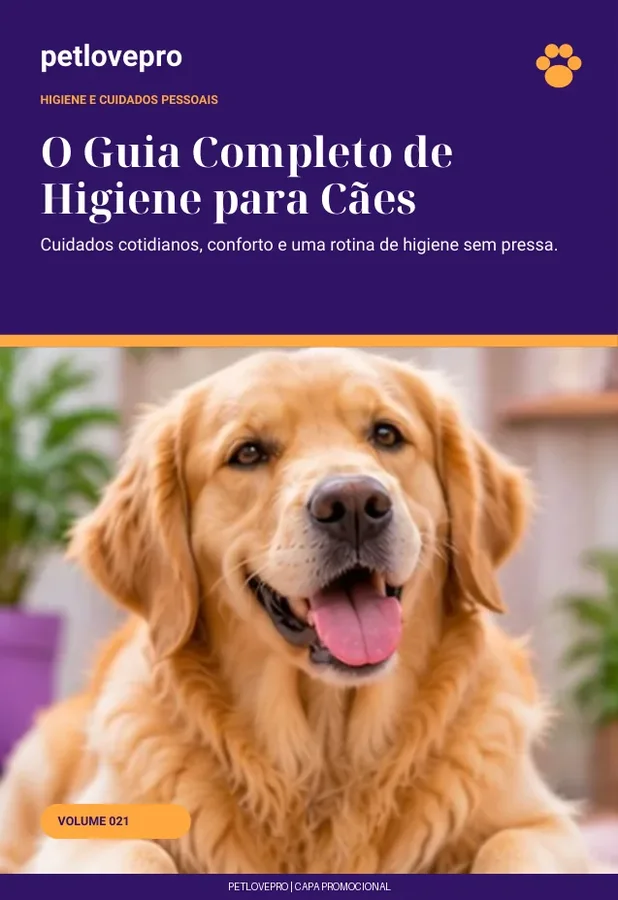 petlovepro
HIGIENE E CUIDADOS PESSOAIS
O Guia Completo de
Higiene para Cães
Cuidados cotidianos, conforto e uma rotina de higiene sem pressa.
VOLUME 021
PETLOVEPRO | CAPA PROMOCIONAL